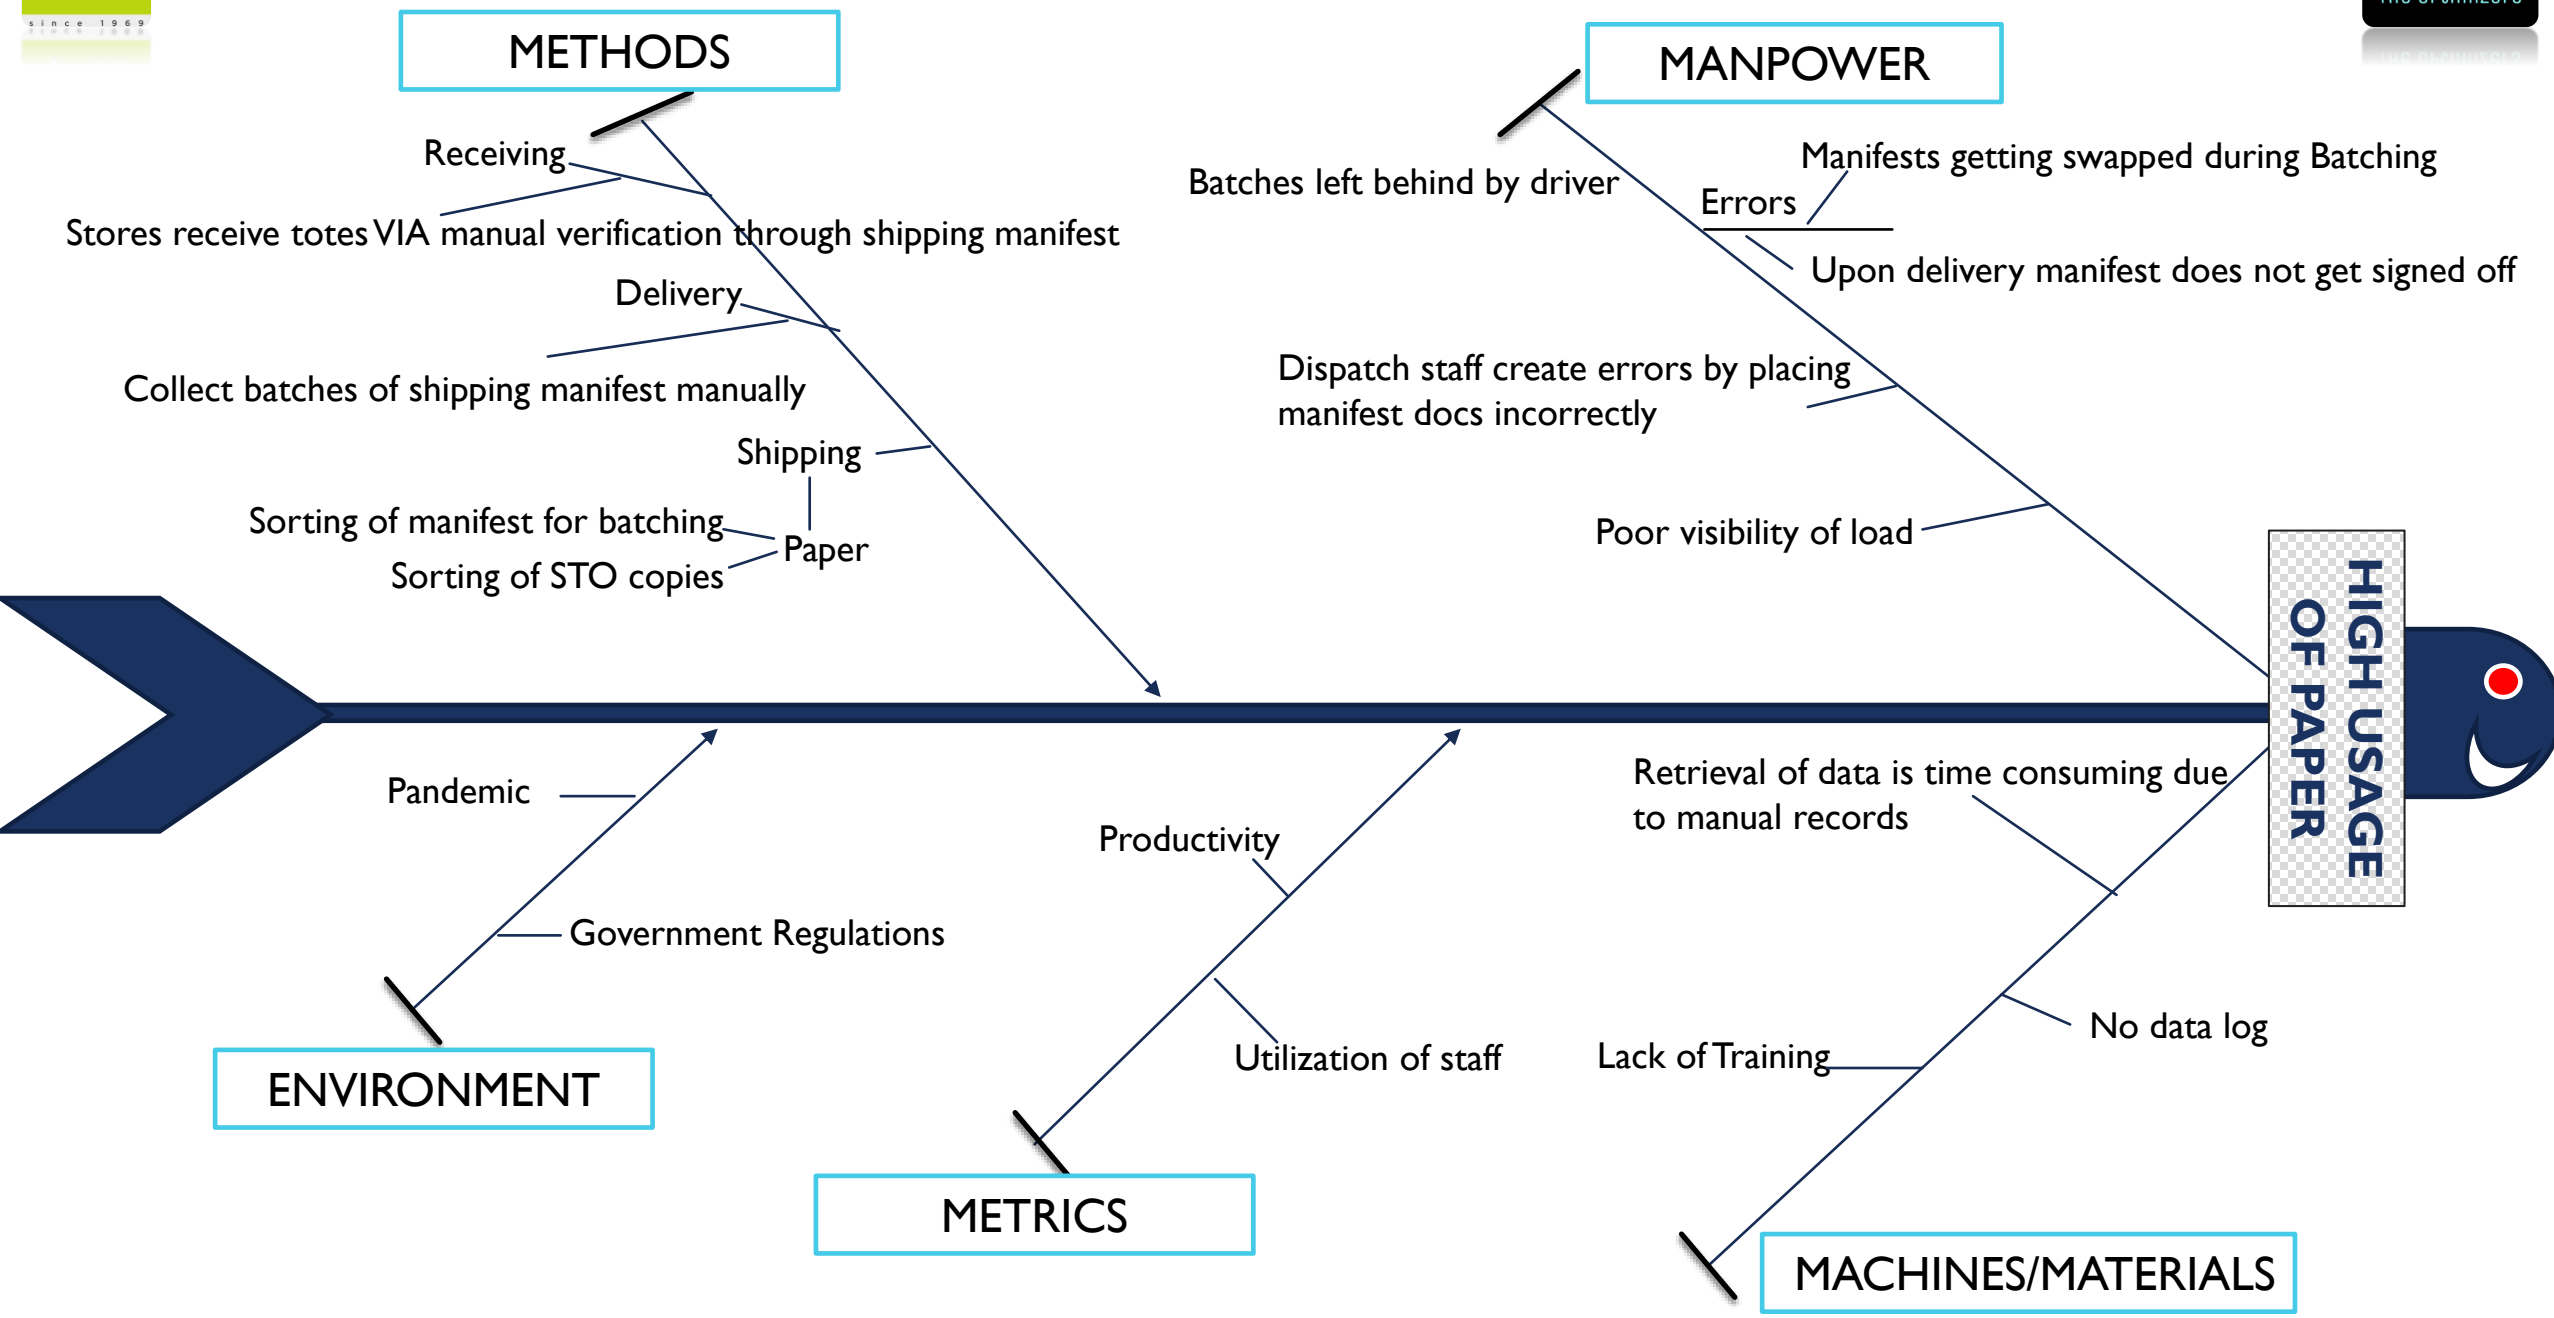 since 1969
METHODS
MANPOWER
Receiving
Stores receive totes VIA manual verification through shipping manifest
Delivery
Collect batches of shipping manifest manually
Shipping
Sorting of manifest for batching
Paper
Sorting of STO copies
Batches left behind by driver
Manifests getting swapped during Batching
Errors
Upon delivery manifest does not get signed off
Dispatch staff create errors by placing
manifest docs incorrectly
Poor visibility of load
HIGH USAGE
OF PAPER
Pandemic
Government Regulations
ENVIRONMENT
Productivity
Utilization of staff
METRICS
Retrieval of data is time consuming due
to manual records
No data log
Lack of Training
MACHINES/MATERIALS